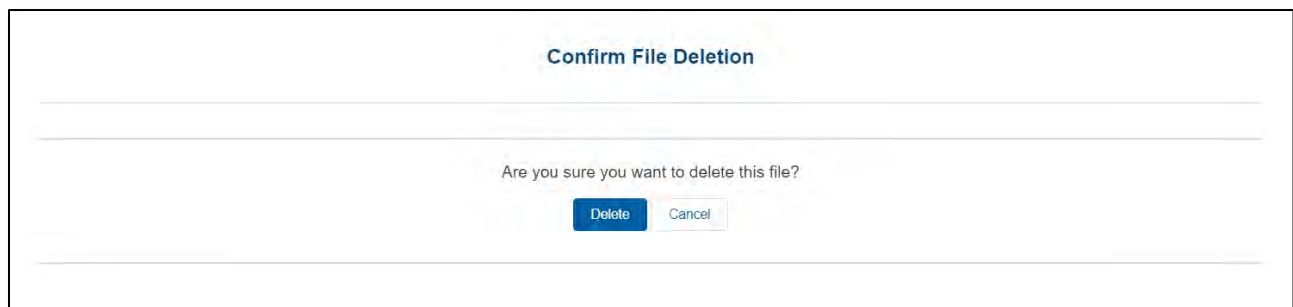 Confirm File Deletion
Are you sure you want to delete this file?
Delete Cancel